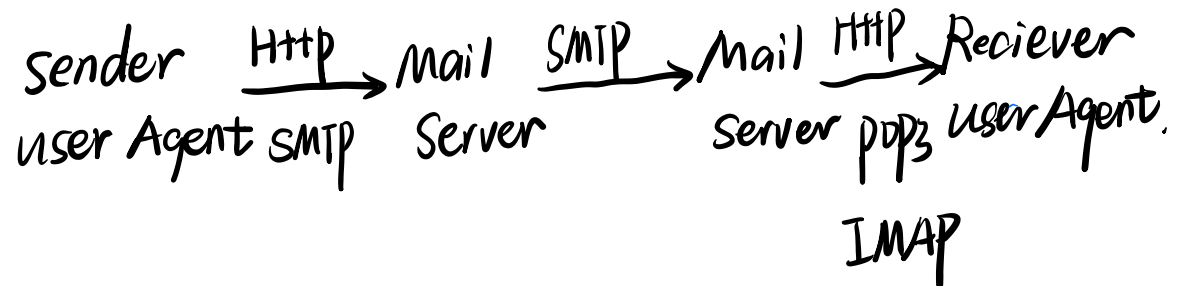 Sender Http Mail SMTP Mail HTTP Reciever
user Agent SMTP Server server pop3 user Agent.
IMAP